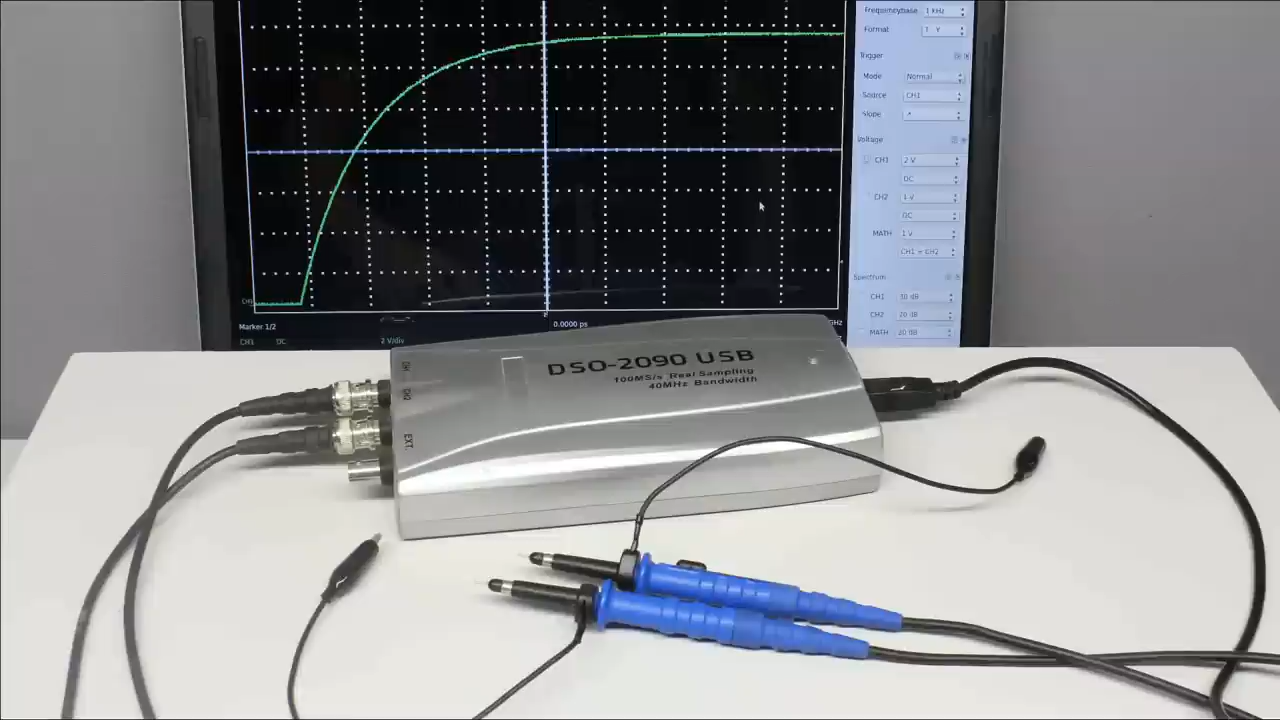 Frequencybase 1 kHz
Format T Y
Trigger
Mode Normal
Source CH1
Slope
Voltage
CH1 2 V
DC
CH2 1 V
DC
MATH 1 V
CH1 + CH2
Spectrum
CH1
CH2 20 dB
MATH 20 dB
CH1
Marker 1/2
0.0000 ps
CH1 DC 2 V/div
DSO-2090 USB
100MS/s Real Sampling
40MHz Bandwidth
CH1
CH2
EXT.